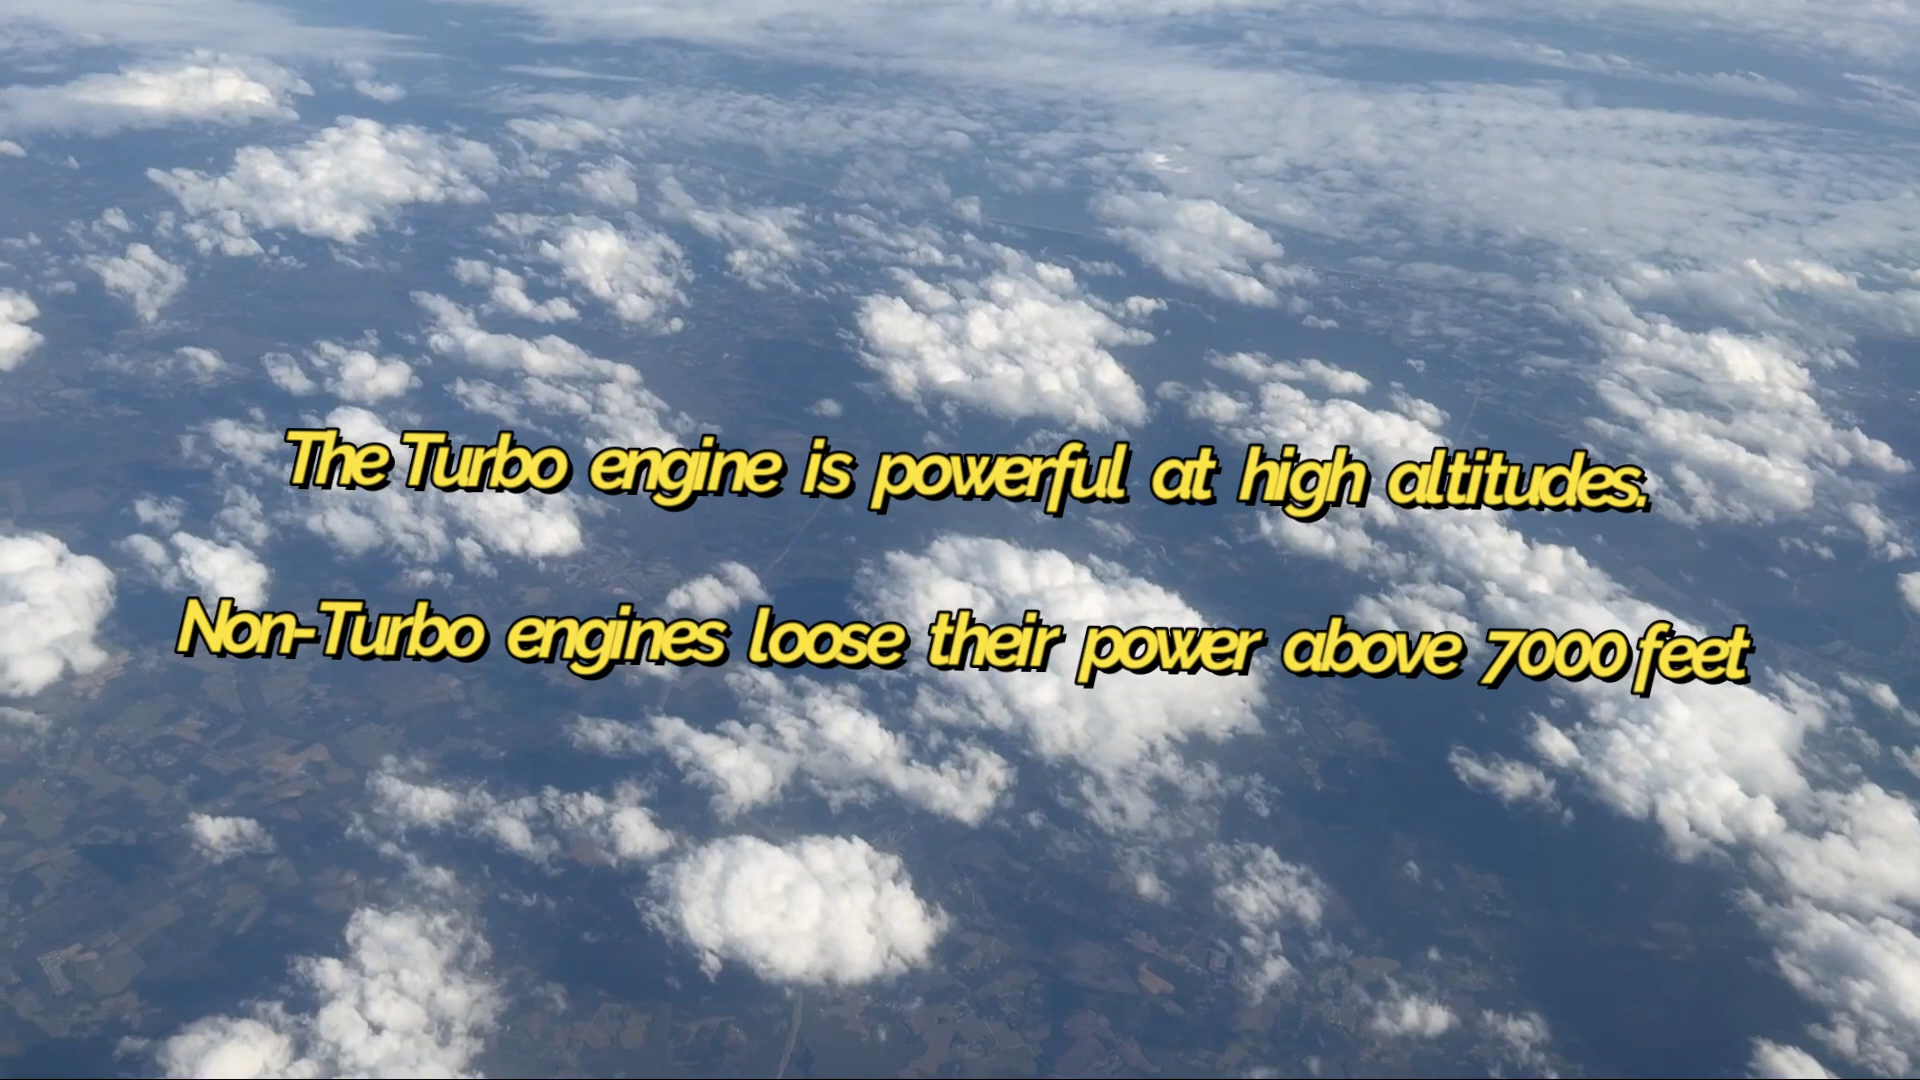 The Turbo engine is powerful at high altitudes.
Non-Turbo engines loose their power above 7000 feet